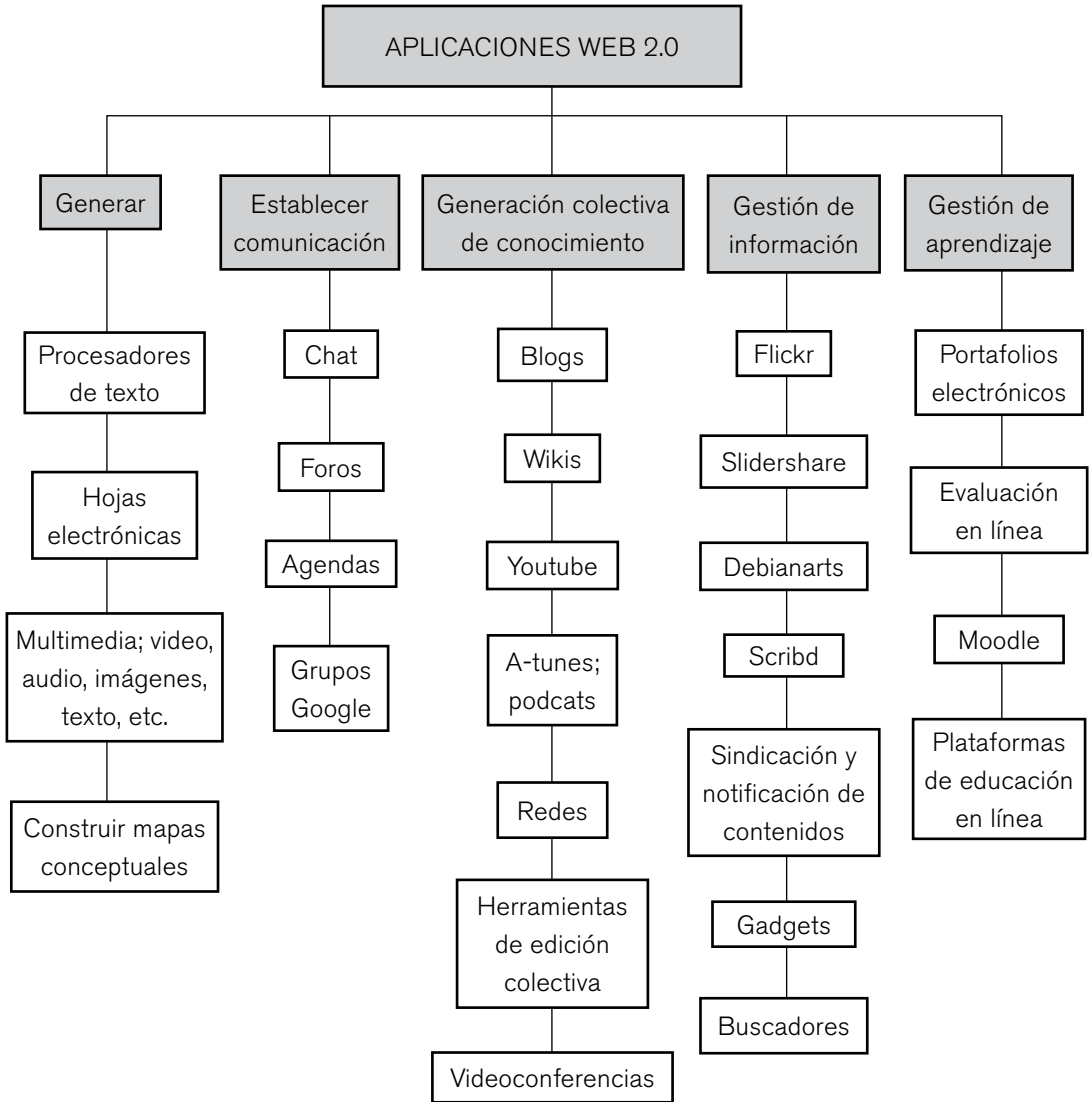 APLICACIONES WEB 2.0
Generar
Procesadores
de texto
Hojas
electrónicas
Multimedia; video,
audio, imágenes,
texto, etc.
Construir mapas
conceptuales
Establecer
comunicación
Chat
Foros
Agendas
Grupos
Google
Generación colectiva
de conocimiento
Blogs
Wikis
Youtube
A-tunes;
podcats
Redes
Herramientas
de edición
colectiva
Videoconferencias
Gestión de
información
Flickr
Slidershare
Debianarts
Scribd
Sindicación y
notificación de
contenidos
Gadgets
Buscadores
Gestión de
aprendizaje
Portafolios
electrónicos
Evaluación
en línea
Moodle
Plataformas
de educación
en línea